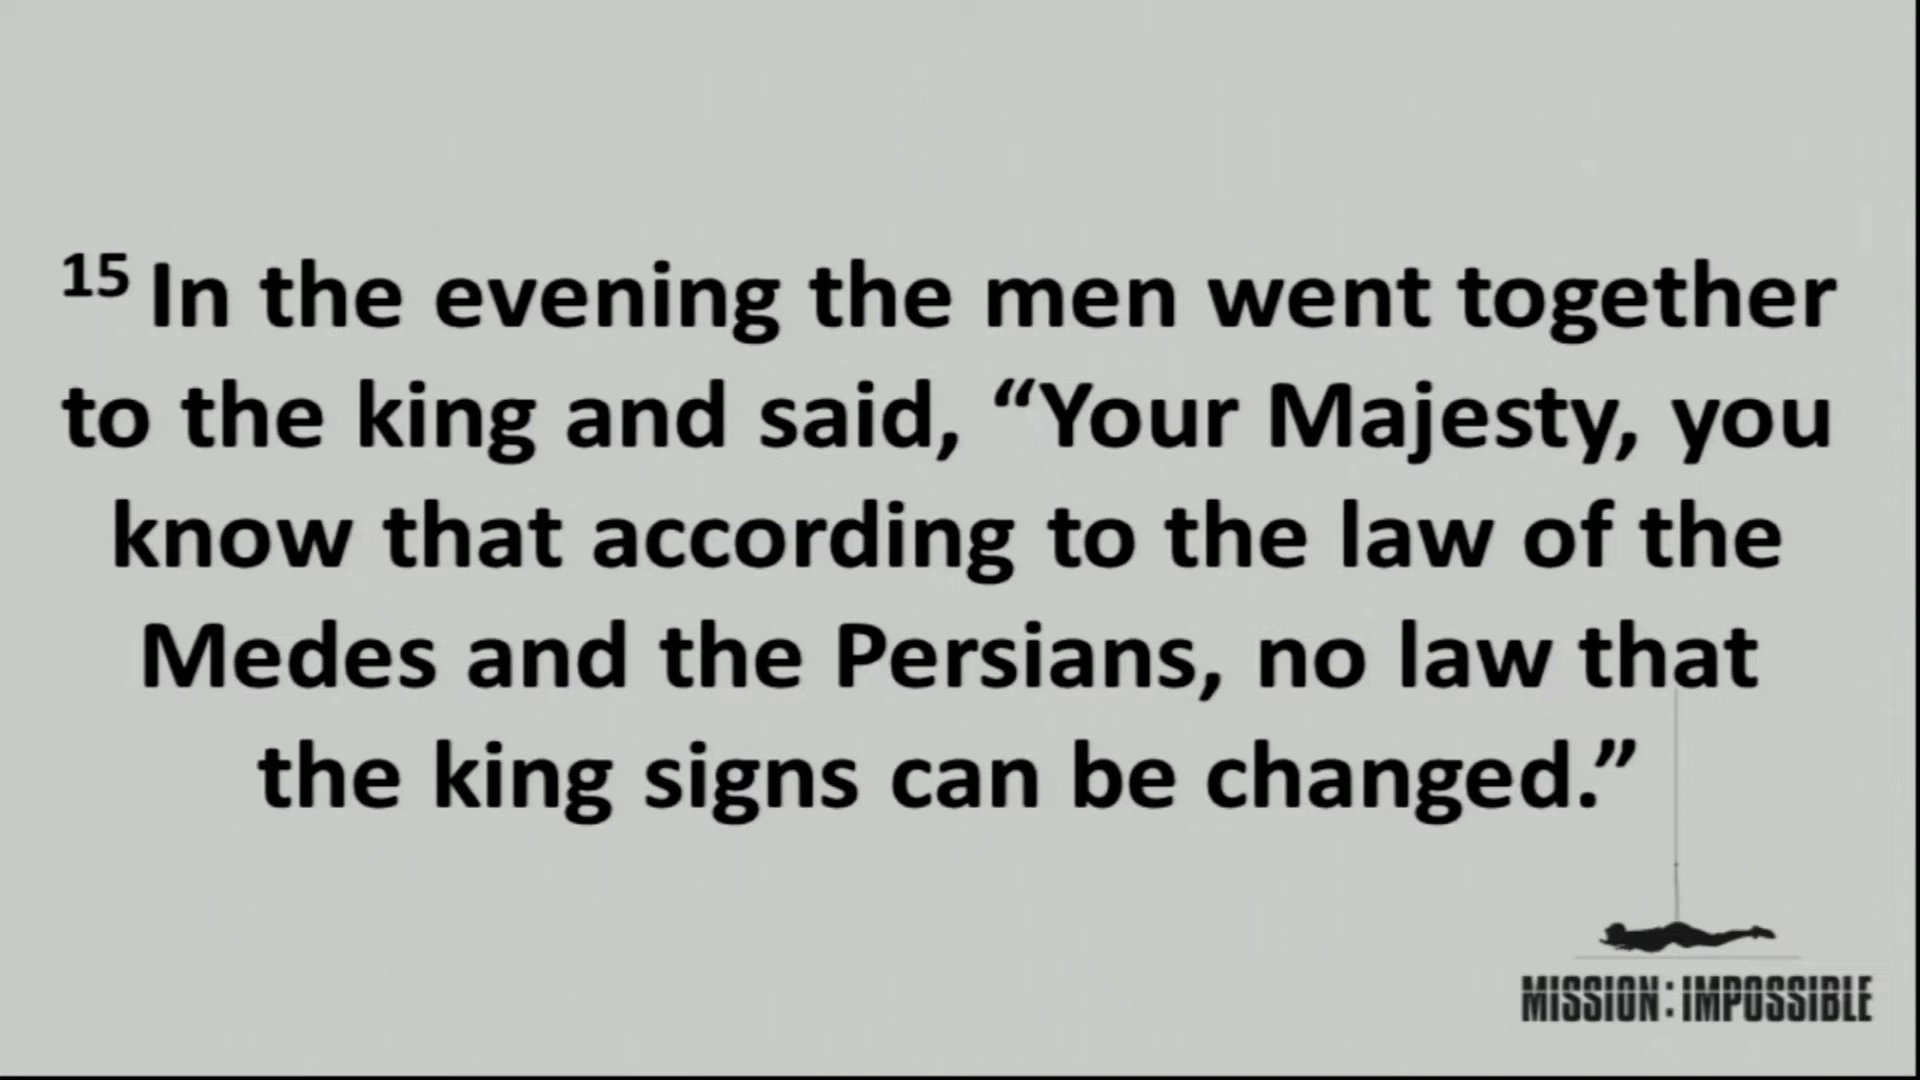 15 In the evening the men went together
to the king and said, “Your Majesty, you
know that according to the law of the
Medes and the Persians, no law that
the king signs can be changed.”
MISSION : IMPOSSIBLE